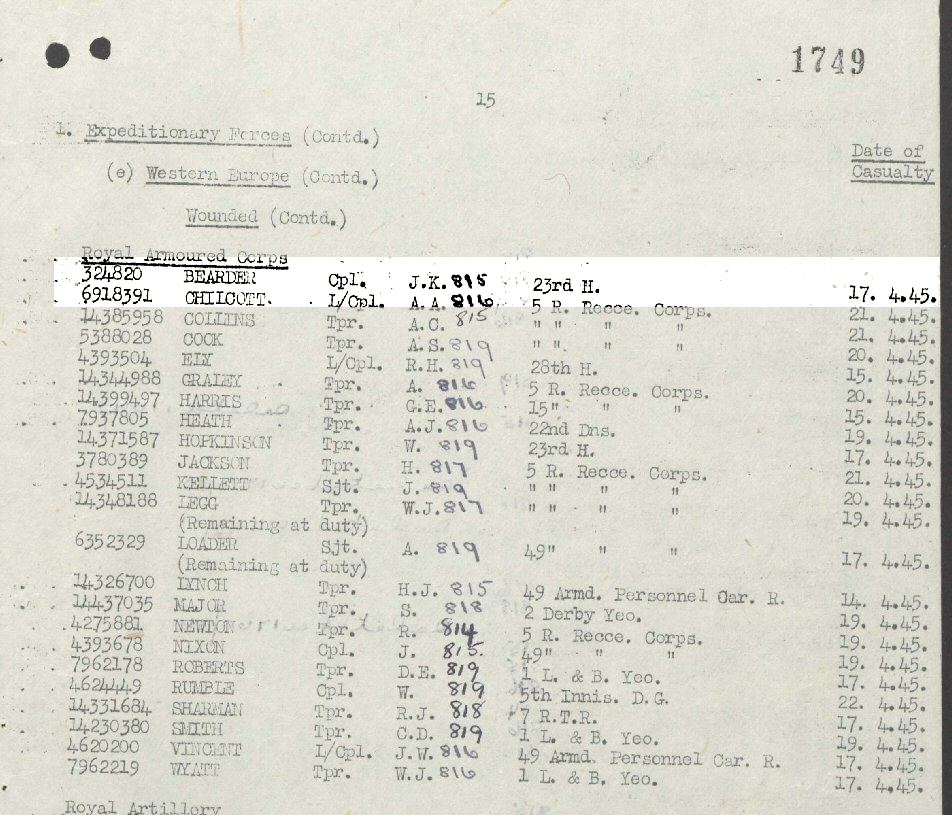 1749
15
1. Expeditionary Forces (Contd.)
Date of
Casualty
(e) Western Europe (Contd.)
Wounded (Contd.)
Royal Armoured Corps
324820 BEARDER Cpl. J.K. 815 23rd H. 17. 4.45.
6918391 CHILCOTT. L/Cpl. A.A. 816 5 R. Recce. Corps. 21. 4.45.
14385958 COLLINS Tpr. A.C. 815 " " " " 21. 4.45.
5388028 COCK Tpr. A.S. 819 " " " " 20. 4.45.
4393504 ELY L/Cpl. R.H. 819 28th H. 15. 4.45.
14344988 GRALEY Tpr. A. 816 5 R. Recce. Corps. 20. 4.45.
14399497 HARRIS Tpr. G.E. 816 15" " " 15. 4.45.
7937805 HEATH Tpr. A.J. 816 22nd Dns. 19. 4.45.
14371587 HOPKINSON Tpr. W. 819 23rd H. 17. 4.45.
3780389 JACKSON Tpr. H. 817 5 R. Recce. Corps. 21. 4.45.
4534511 KELLETT Sjt. J. 819 " " " " 20. 4.45.
14348188 LEGG Tpr. W.J. 817 " " " " 19. 4.45.
(Remaining at duty)
6352329 LOADER Sjt. A. 819 49" " " 17. 4.45.
(Remaining at duty)
14326700 LYNCH Tpr. H.J. 815 49 Armd. Personnel Car. R. 14. 4.45.
14437035 MAJOR Tpr. S. 818 2 Derby Yeo. 19. 4.45.
4275881 NEWTON Tpr. R. 814 5 R. Recce. Corps. 19. 4.45.
4393678 NIXON Cpl. J. 815. 49" " " 19. 4.45.
7962178 ROBERTS Tpr. D.E. 819 1 L. & B. Yeo. 17. 4.45.
4624449 RUMBLE Cpl. W. 819 5th Innis. D.G. 22. 4.45.
14331684 SHARMAN Tpr. R.J. 818 7 R.T.R. 17. 4.45.
14230380 SMITH Tpr. C.D. 819 1 L. & B. Yeo. 19. 4.45.
4620200 VINCENT L/Cpl. J.W. 816 49 Armd. Personnel Car. R. 17. 4.45.
7962219 WYATT Tpr. W.J. 816 1 L. & B. Yeo. 17. 4.45.
Royal Artillery